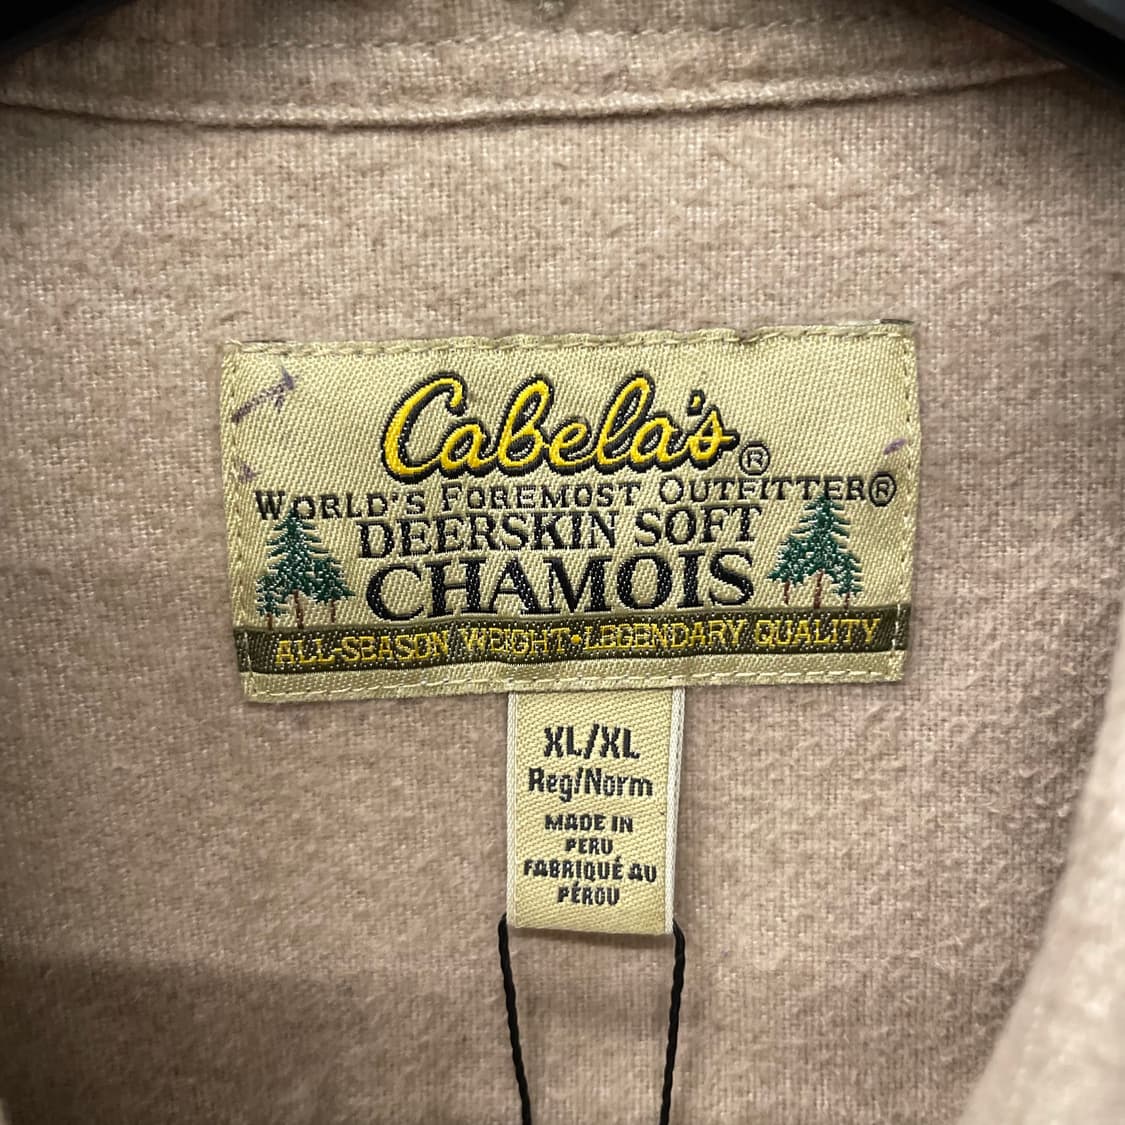 Cabela's®
WORLD'S FOREMOST OUTFITTER®
DEERSKIN SOFT
CHAMOIS
ALL-SEASON WEIGHT•LEGENDARY QUALITY
XL/XL
Reg/Norm
MADE IN
PERU
FABRIQUÉ AU
PÉROU